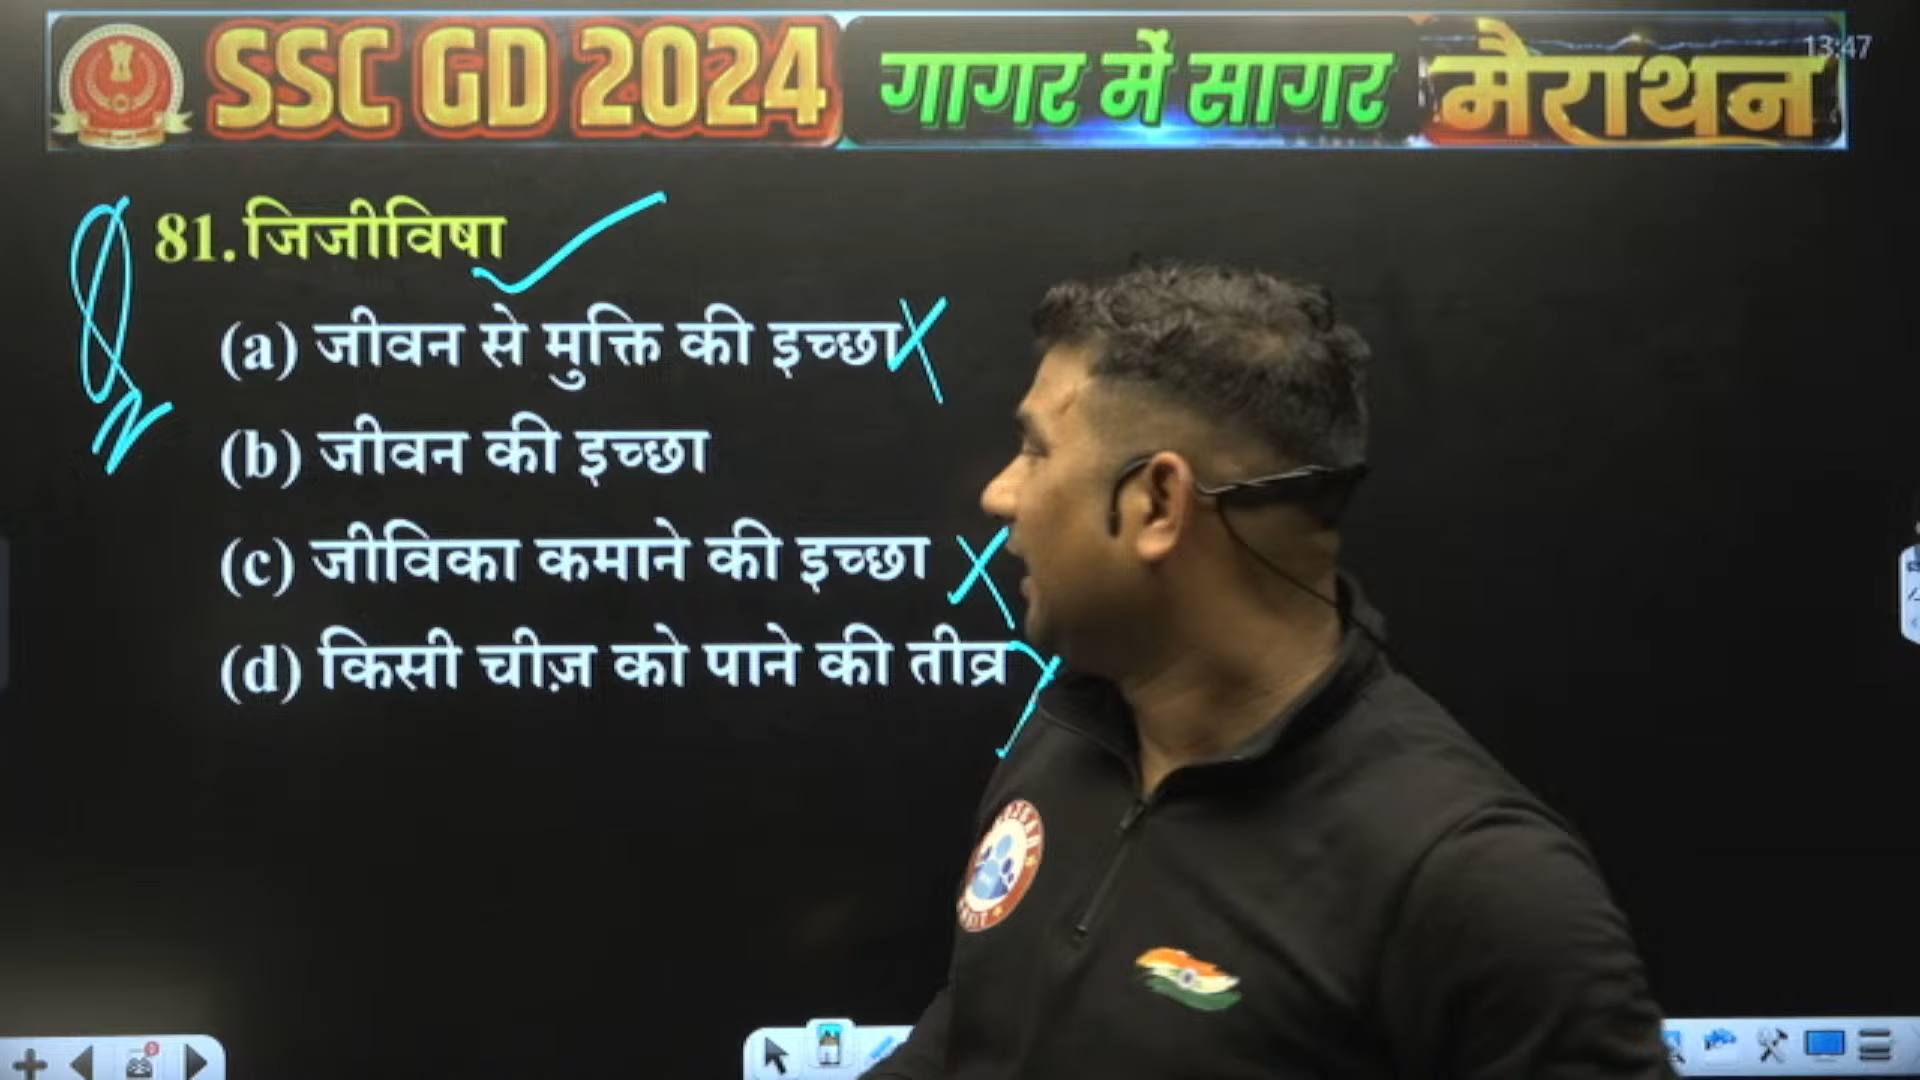 SSC GD 2024 गागर में सागर मैराथन
13:47
81. जिजीविषा
(a) जीवन से मुक्ति की इच्छा
(b) जीवन की इच्छा
(c) जीविका कमाने की इच्छा
(d) किसी चीज़ को पाने की तीव्र